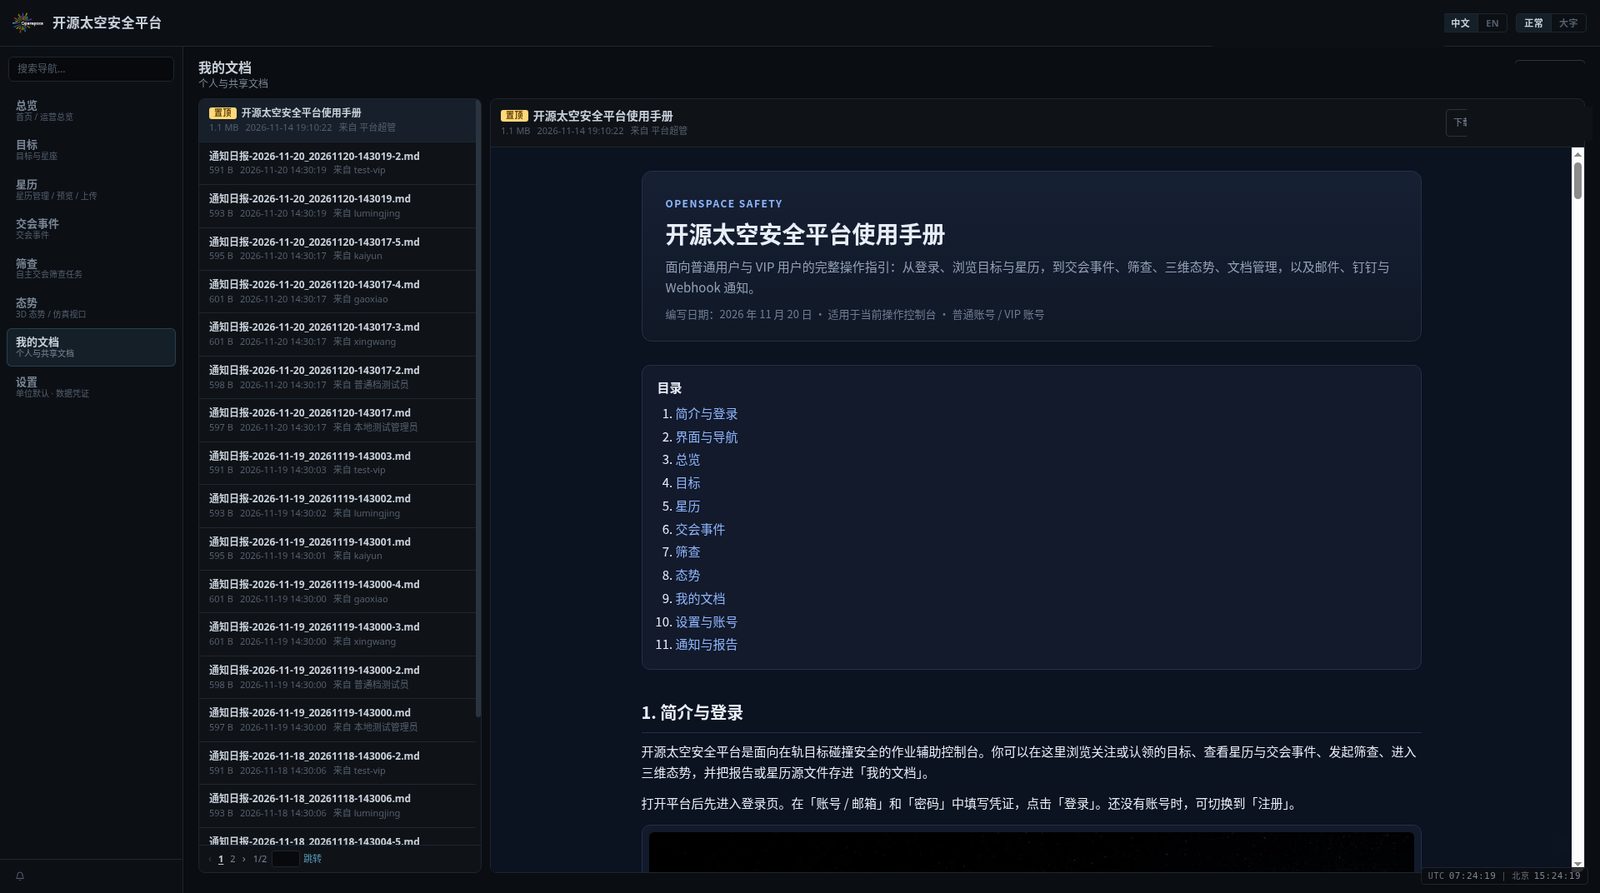 Openspace
开源太空安全平台
中文 EN 正常 大字
搜索导航...
总览
首页 / 运营总览
目标
目标与星座
星历
星历管理 / 预览 / 上传
交会事件
交会事件
筛查
自主交会筛查任务
态势
3D 态势 / 仿真视口
我的文档
个人与共享文档
设置
单位默认 · 数据凭证
我的文档
个人与共享文档
置顶 开源太空安全平台使用手册
1.1 MB 2026-11-14 19:10:22 来自 平台超管
通知日报-2026-11-20_20261120-143019-2.md
591 B 2026-11-20 14:30:19 来自 test-vip
通知日报-2026-11-20_20261120-143019.md
593 B 2026-11-20 14:30:19 来自 lumingjing
通知日报-2026-11-20_20261120-143017-5.md
595 B 2026-11-20 14:30:17 来自 kaiyun
通知日报-2026-11-20_20261120-143017-4.md
601 B 2026-11-20 14:30:17 来自 gaoxiao
通知日报-2026-11-20_20261120-143017-3.md
601 B 2026-11-20 14:30:17 来自 xingwang
通知日报-2026-11-20_20261120-143017-2.md
598 B 2026-11-20 14:30:17 来自 普通档测试员
通知日报-2026-11-20_20261120-143017.md
597 B 2026-11-20 14:30:17 来自 本地测试管理员
通知日报-2026-11-19_20261119-143003.md
591 B 2026-11-19 14:30:03 来自 test-vip
通知日报-2026-11-19_20261119-143002.md
593 B 2026-11-19 14:30:02 来自 lumingjing
通知日报-2026-11-19_20261119-143001.md
595 B 2026-11-19 14:30:01 来自 kaiyun
通知日报-2026-11-19_20261119-143000-4.md
601 B 2026-11-19 14:30:00 来自 gaoxiao
通知日报-2026-11-19_20261119-143000-3.md
601 B 2026-11-19 14:30:00 来自 xingwang
通知日报-2026-11-19_20261119-143000-2.md
598 B 2026-11-19 14:30:00 来自 普通档测试员
通知日报-2026-11-19_20261119-143000.md
597 B 2026-11-19 14:30:00 来自 本地测试管理员
通知日报-2026-11-18_20261118-143006-2.md
591 B 2026-11-18 14:30:06 来自 test-vip
通知日报-2026-11-18_20261118-143006.md
593 B 2026-11-18 14:30:06 来自 lumingjing
通知日报-2026-11-18_20261118-143004-5.md
‹ 1 2 › 1/2 跳转
置顶 开源太空安全平台使用手册
1.1 MB 2026-11-14 19:10:22 来自 平台超管
下
OPENSPACE SAFETY
开源太空安全平台使用手册
面向普通用户与 VIP 用户的完整操作指引：从登录、浏览目标与星历，到交会事件、筛查、三维态势、文档管理，以及邮件、钉钉与
Webhook 通知。
编写日期：2026 年 11 月 20 日 · 适用于当前操作控制台 · 普通账号 / VIP 账号
目录
1. 简介与登录
2. 界面与导航
3. 总览
4. 目标
5. 星历
6. 交会事件
7. 筛查
8. 态势
9. 我的文档
10. 设置与账号
11. 通知与报告
1. 简介与登录
开源太空安全平台是面向在轨目标碰撞安全的作业辅助控制台。你可以在这里浏览关注或认领的目标、查看星历与交会事件、发起筛查、进入
三维态势，并把报告或星历源文件存进「我的文档」。
打开平台后先进入登录页。在「账号 / 邮箱」和「密码」中填写凭证，点击「登录」。还没有账号时，可切换到「注册」。
UTC 07:24:19 | 北京 15:24:19